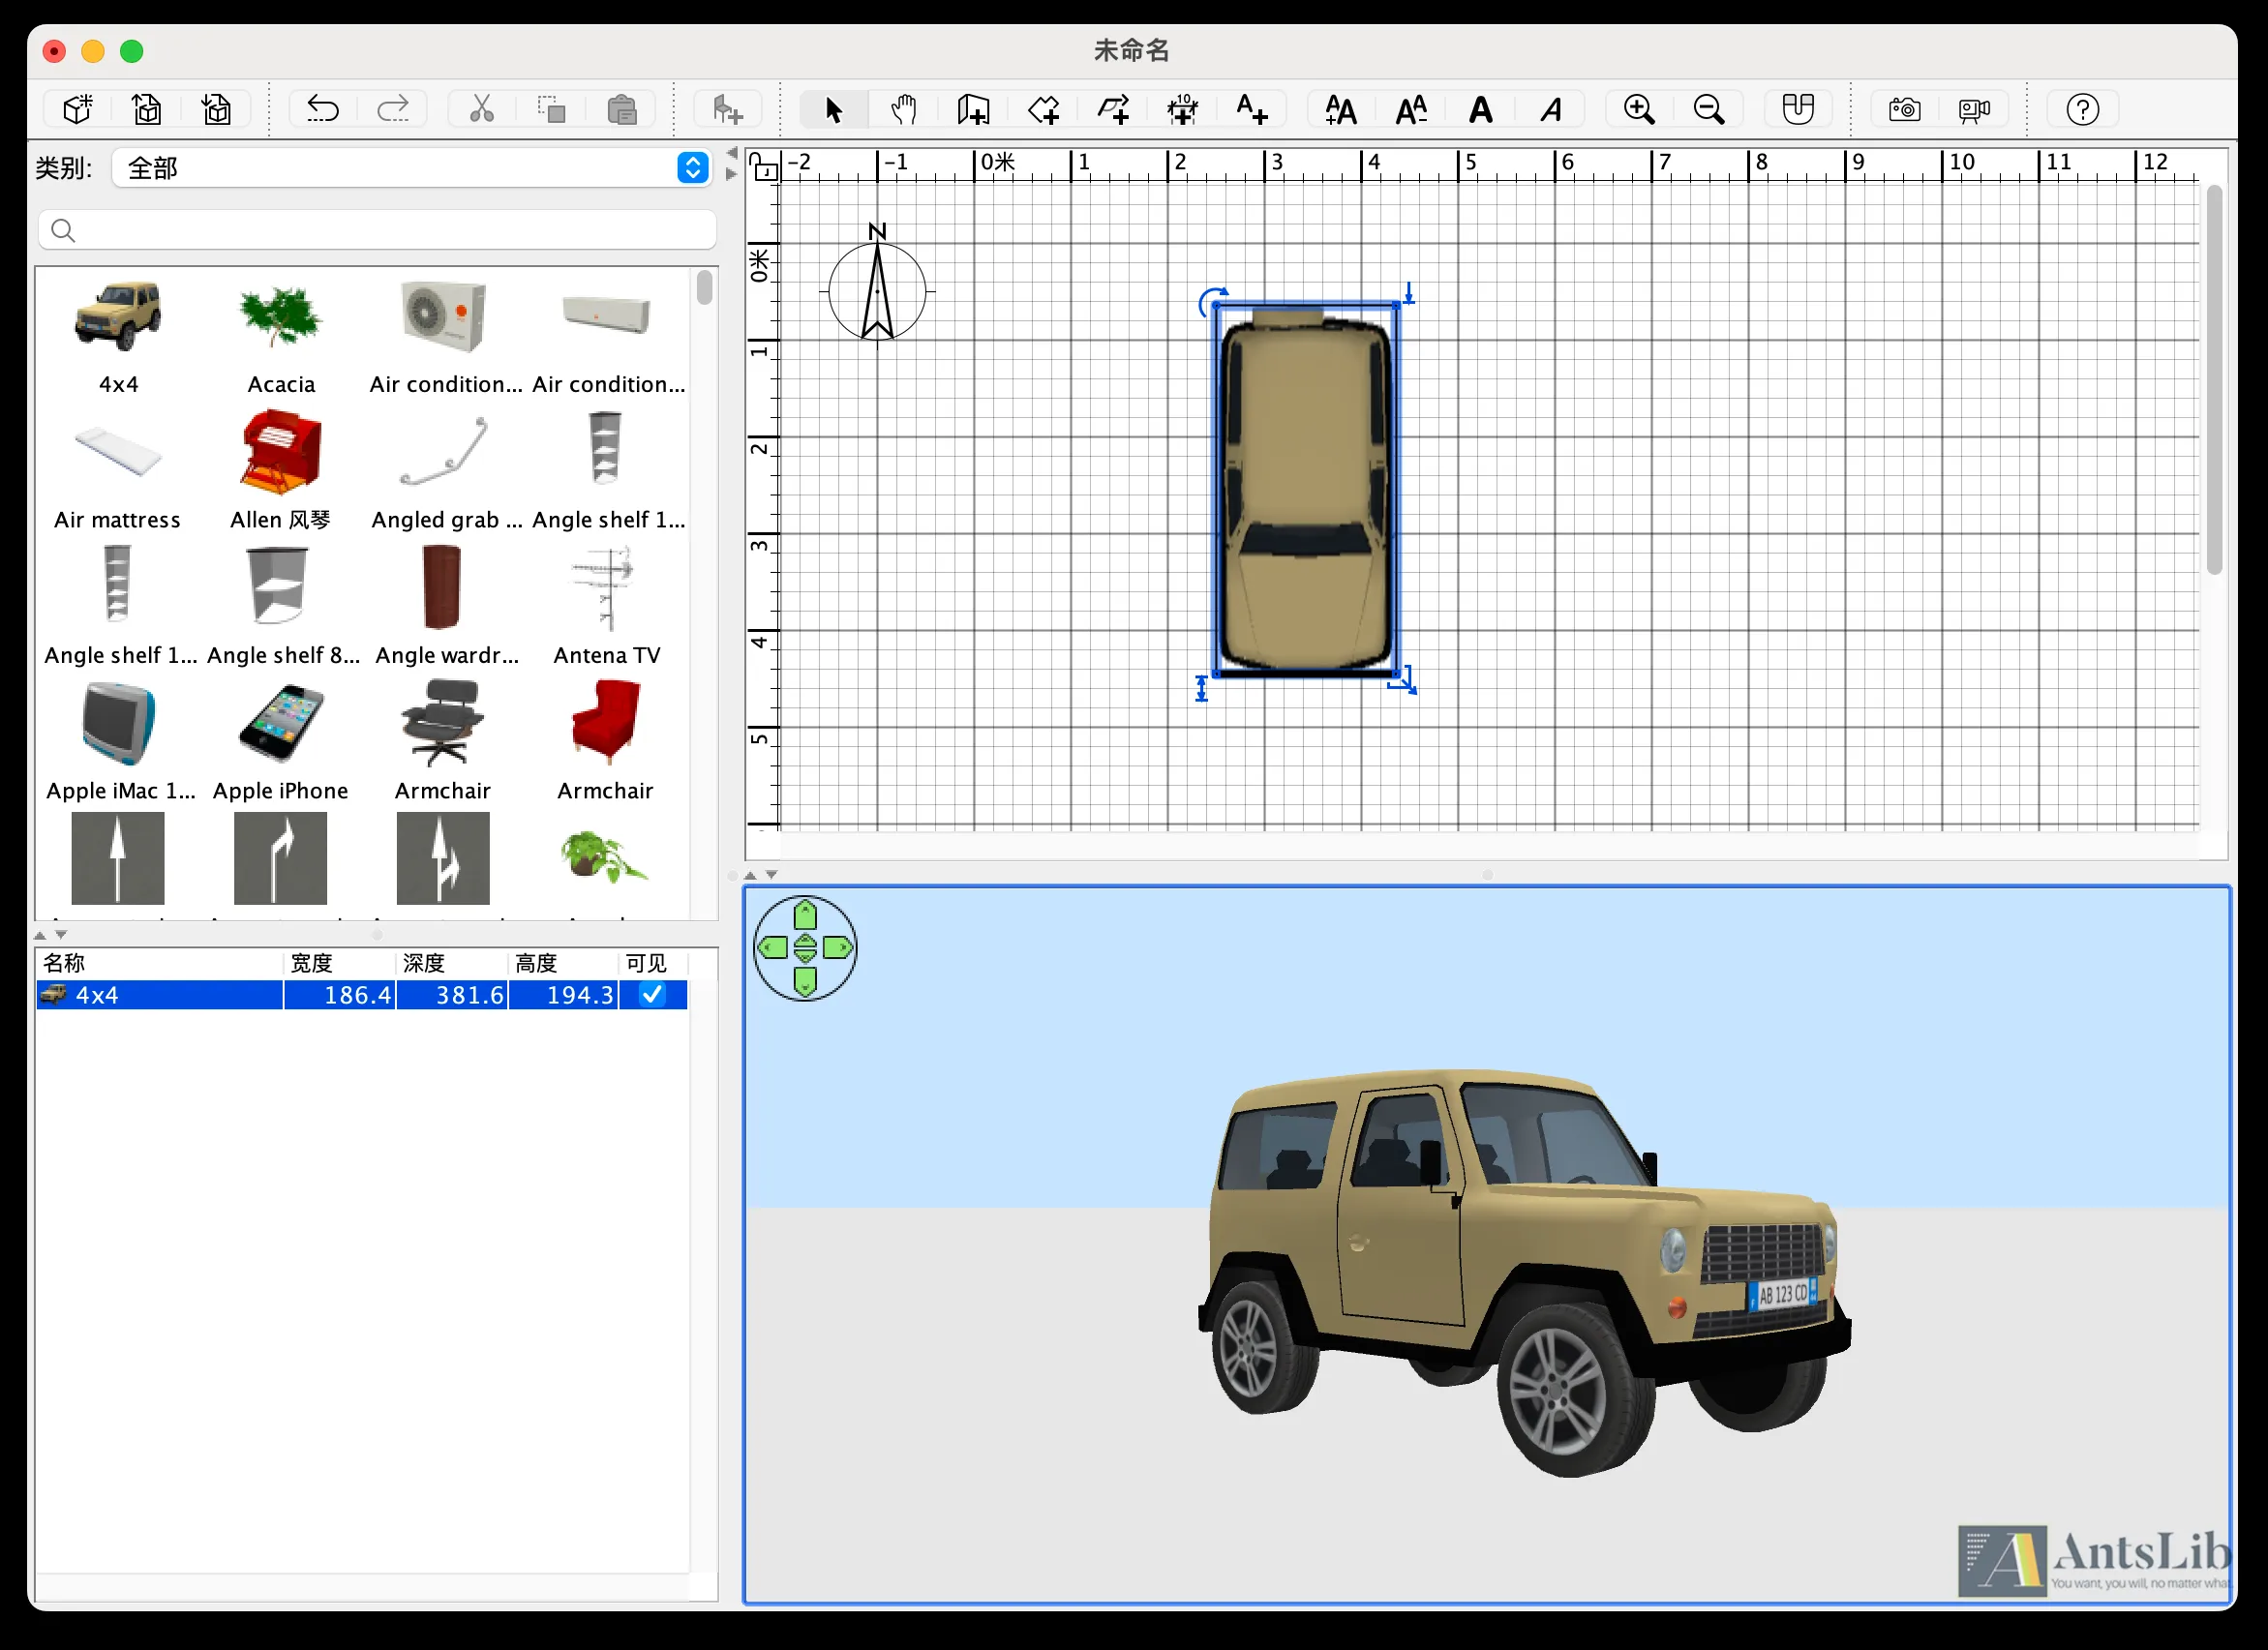 未命名
类别: 全部
4x4
Acacia
Air condition...
Air condition...
Air mattress
Allen 风琴
Angled grab ...
Angle shelf 1...
Angle shelf 1...
Angle shelf 8...
Angle wardr...
Antena TV
Apple iMac 1...
Apple iPhone
Armchair
Armchair
名称 宽度 深度 高度 可见
4x4 186.4 381.6 194.3
-2 -1 0米 1 2 3 4 5 6 7 8 9 10 11 12
0米
1
2
3
4
5
N
AB 123 CD
AntsLib
You want, you will, no matter what.